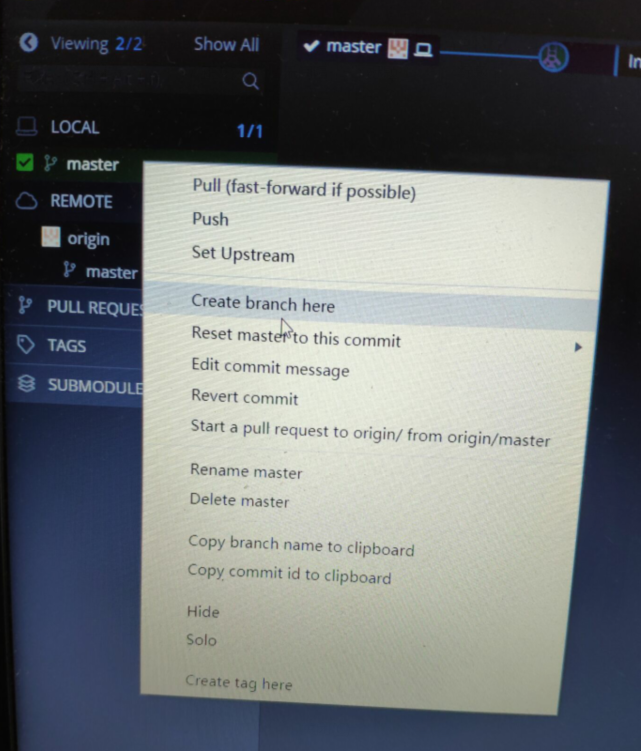 Viewing 2/2 Show All
master
In
LOCAL 1/1
master
REMOTE
origin
master
PULL REQUE
TAGS
SUBMODULE
Pull (fast-forward if possible)
Push
Set Upstream
Create branch here
Reset master to this commit
Edit commit message
Revert commit
Start a pull request to origin/ from origin/master
Rename master
Delete master
Copy branch name to clipboard
Copy commit id to clipboard
Hide
Solo
Create tag here